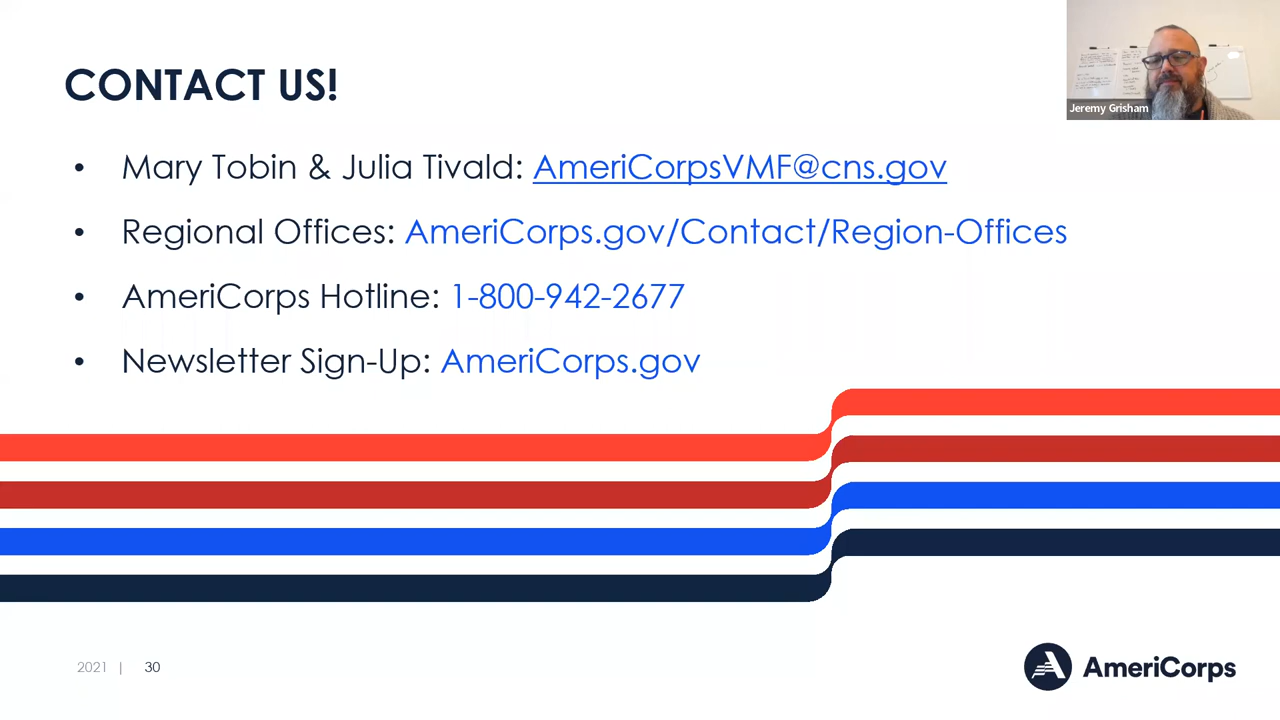 CONTACT US!
• Mary Tobin & Julia Tivald: AmeriCorpsVMF@cns.gov
• Regional Offices: AmeriCorps.gov/Contact/Region-Offices
• AmeriCorps Hotline: 1-800-942-2677
• Newsletter Sign-Up: AmeriCorps.gov
Jeremy Grisham
2021 | 30
AmeriCorps